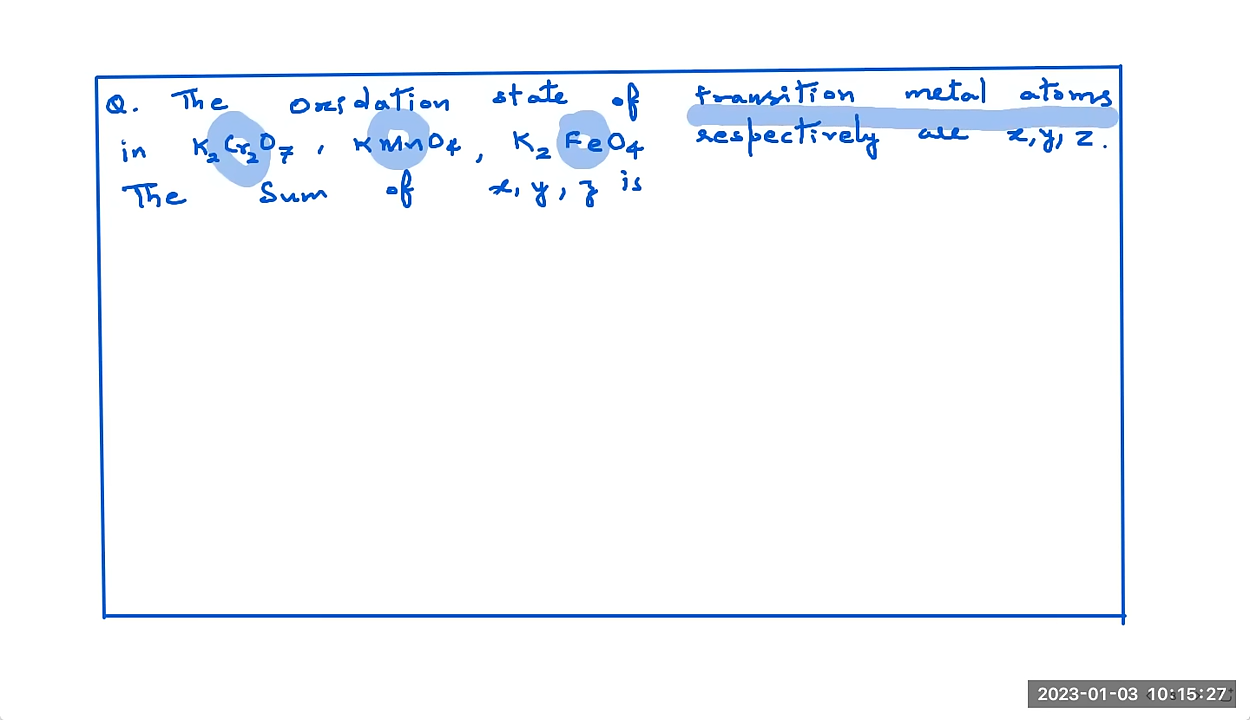 Q. The oxidation state of transition metal atoms
in K₂Cr₂O₇, KMnO₄, K₂FeO₄ respectively are x, y, z.
The Sum of x, y, z is
2023-01-03 10:15:27